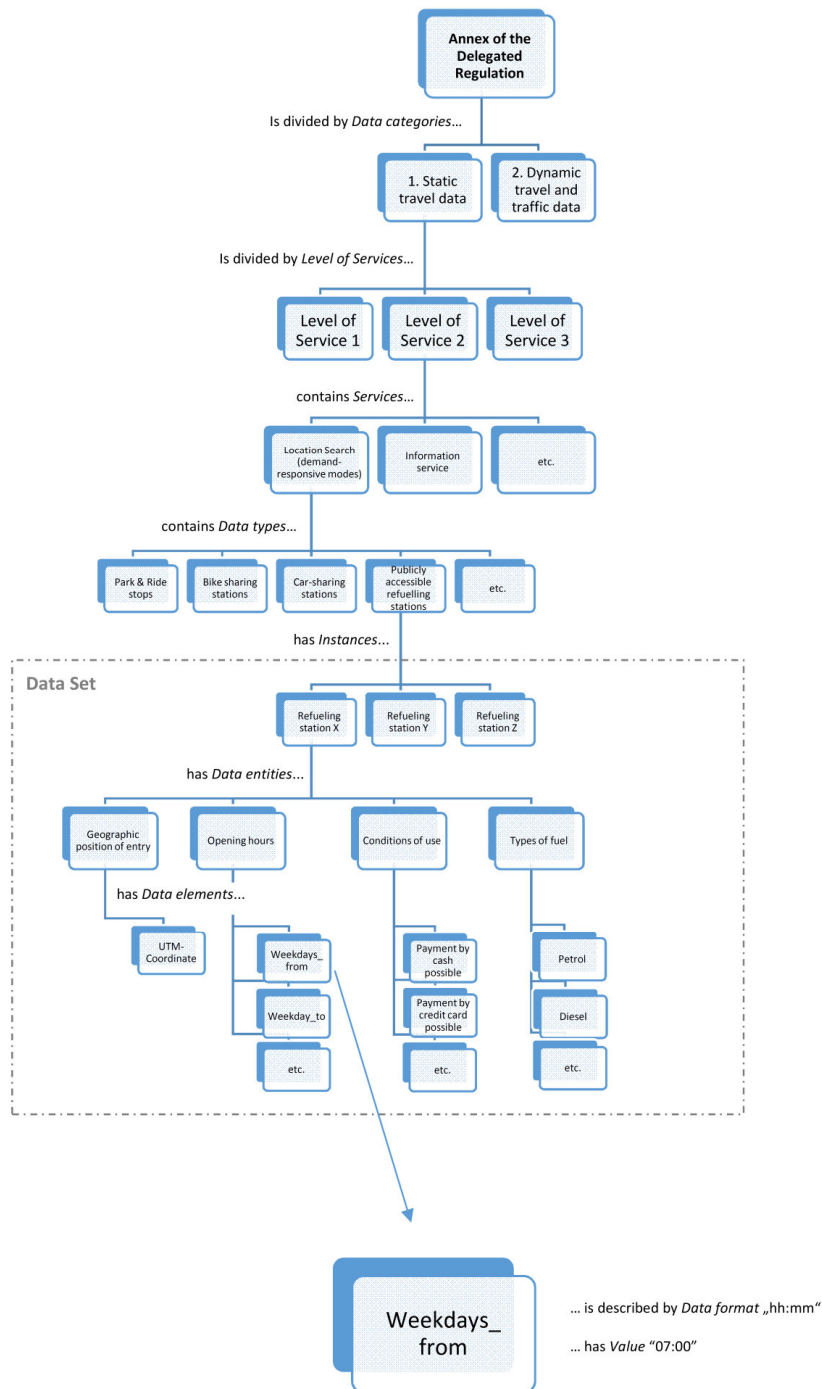 Annex of the
Delegated
Regulation
Is divided by Data categories...
1. Static
travel data
2. Dynamic
travel and
traffic data
Is divided by Level of Services...
Level of
Service 1
Level of
Service 2
Level of
Service 3
contains Services...
Location Search
(demand-
responsive modes)
Information
service
etc.
contains Data types...
Park & Ride
stops
Bike sharing
stations
Car-sharing
stations
Publicly
accessible
refuelling
stations
etc.
has Instances...
Data Set
Refueling
station X
Refueling
station Y
Refueling
station Z
has Data entities...
Geographic
position of entry
Opening hours
Conditions of use
Types of fuel
has Data elements...
UTM-
Coordinate
Weekdays_
from
Weekday_to
etc.
Payment by
cash
possible
Payment by
credit card
possible
etc.
Petrol
Diesel
etc.
Weekdays_
from
... is described by Data format „hh:mm“
... has Value “07:00”